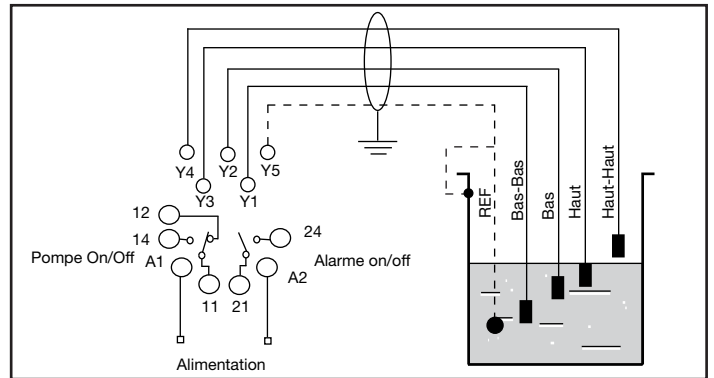 Y4
Y2
Y5
Y3
Y1
12
14
24
Pompe On/Off
A1
A2
Alarme on/off
11
21
Alimentation
REF
Bas-Bas
Bas
Haut
Haut-Haut